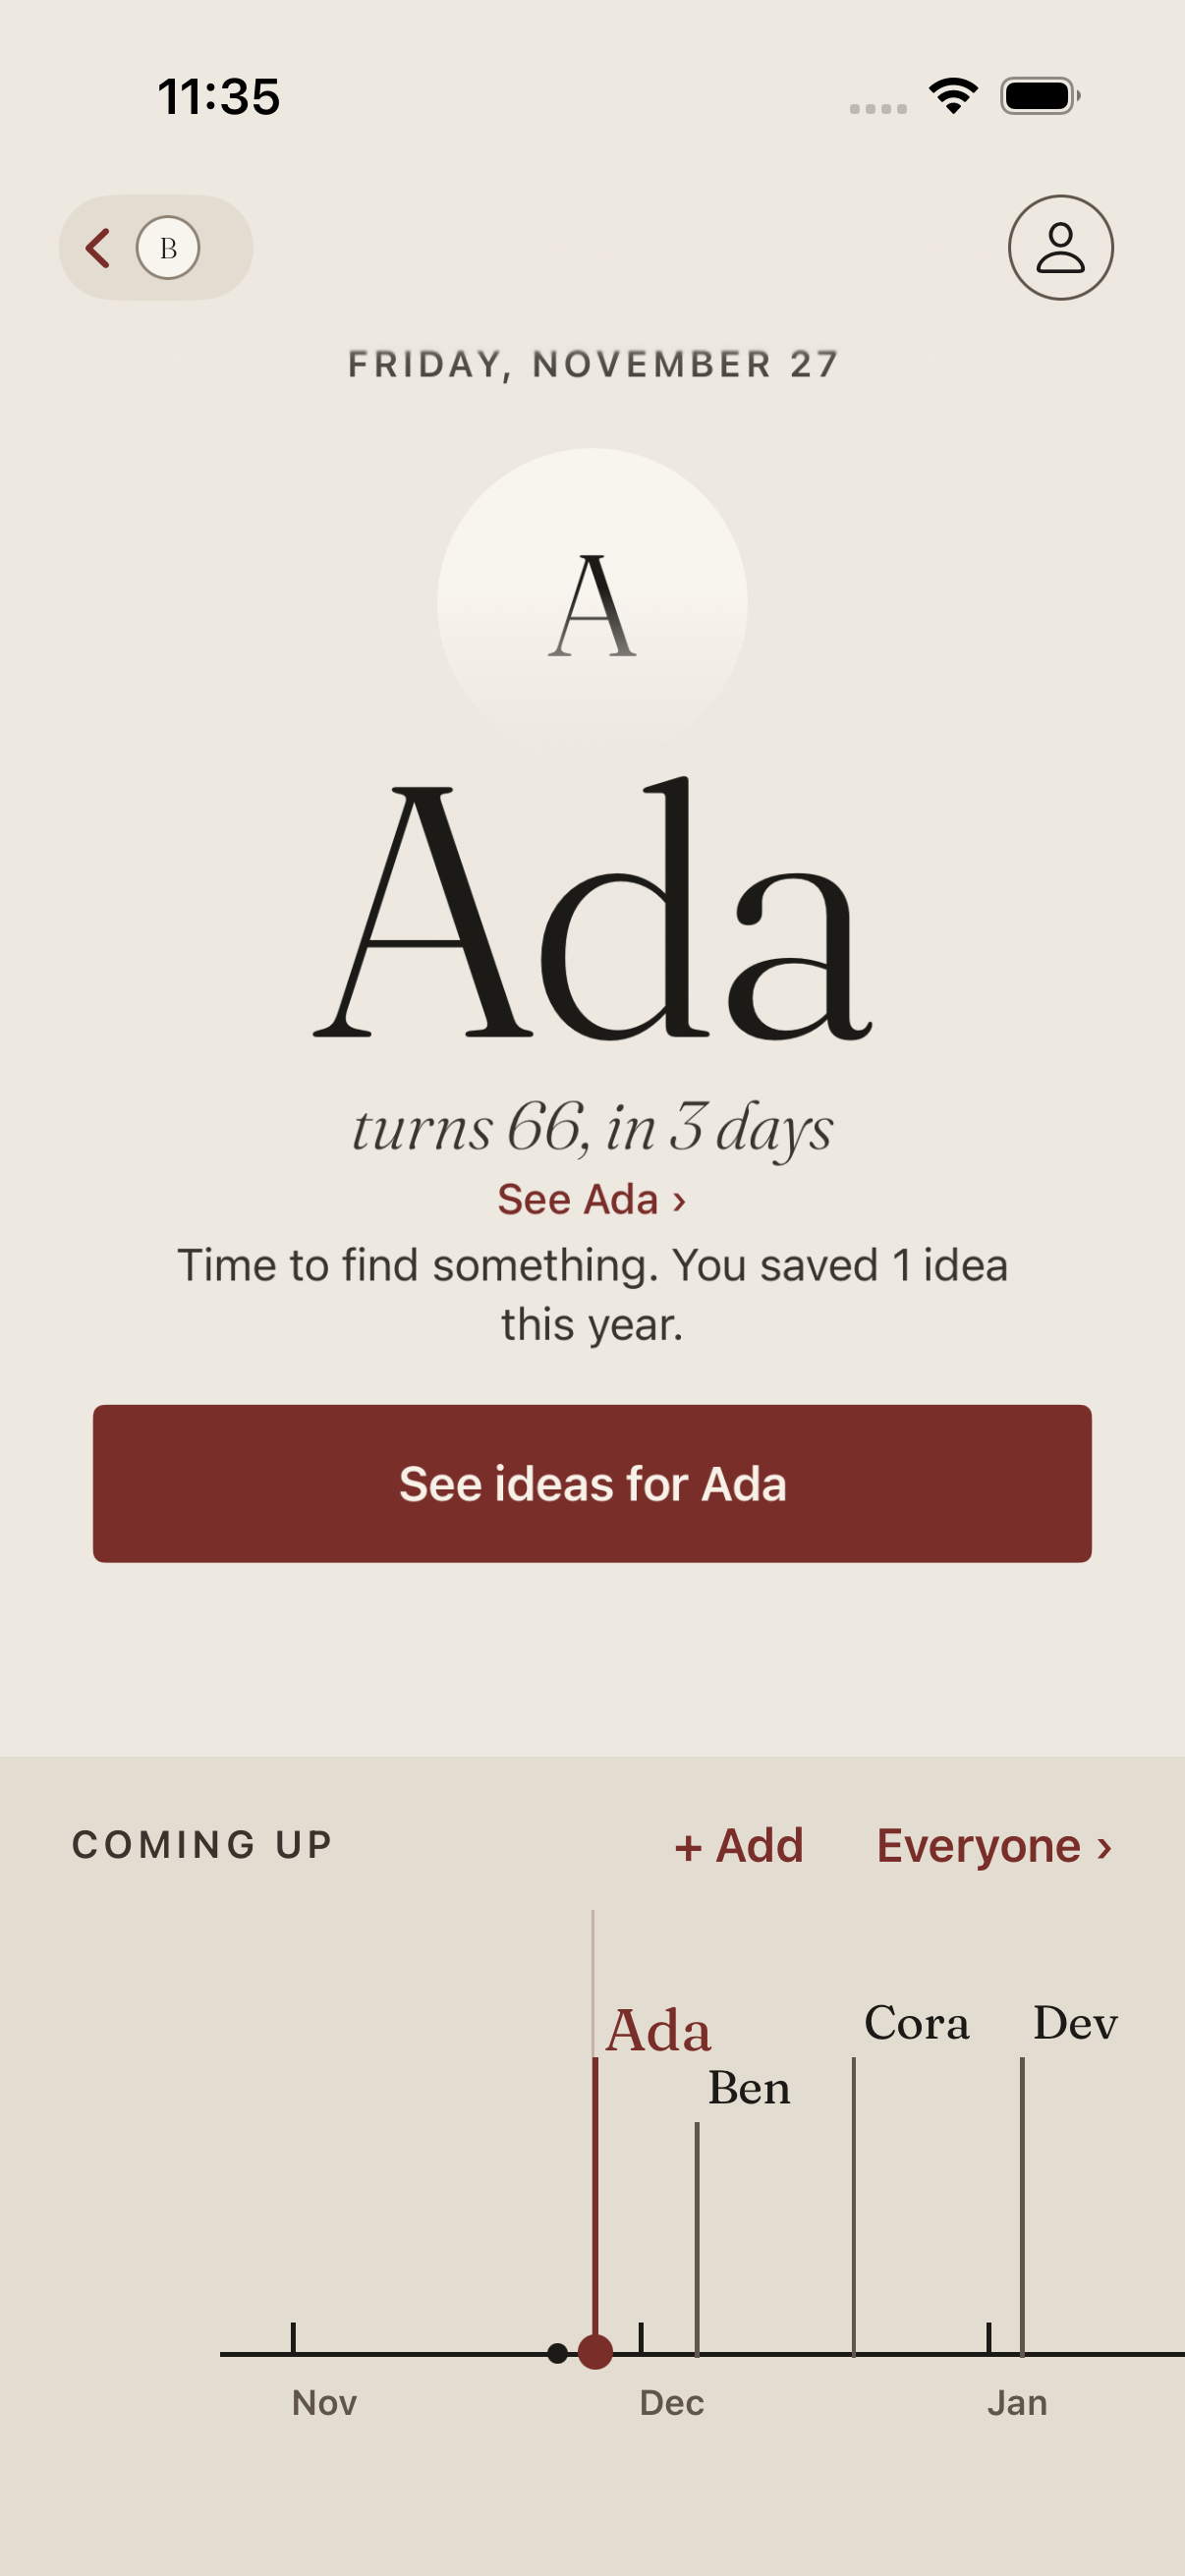 11:35
B
FRIDAY, NOVEMBER 27
A
Ada
turns 66, in 3 days
See Ada ›
Time to find something. You saved 1 idea
this year.
See ideas for Ada
COMING UP
+ Add
Everyone ›
Ada
Ben
Cora
Dev
Nov
Dec
Jan